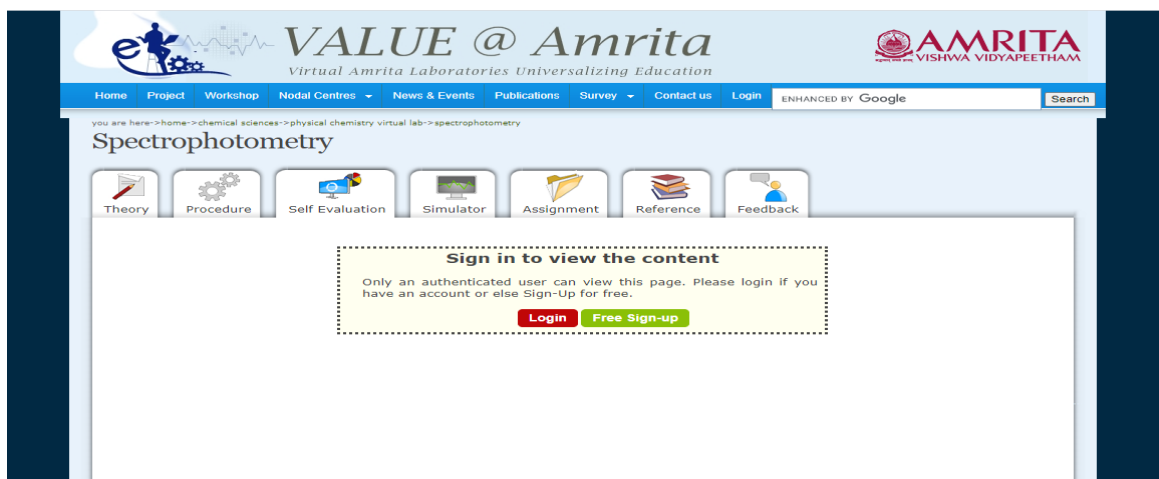 e
VALUE @ Amrita
Virtual Amrita Laboratories Universalizing Education
AMRITA
VISHWA VIDYAPEETHAM
Home Project Workshop Nodal Centres News & Events Publications Survey Contact us Login ENHANCED BY Google Search
you are here->home->chemical sciences->physical chemistry virtual lab->spectrophotometry
Spectrophotometry
Theory Procedure Self Evaluation Simulator Assignment Reference Feedback
Sign in to view the content
Only an authenticated user can view this page. Please login if you
have an account or else Sign-Up for free.
Login Free Sign-up